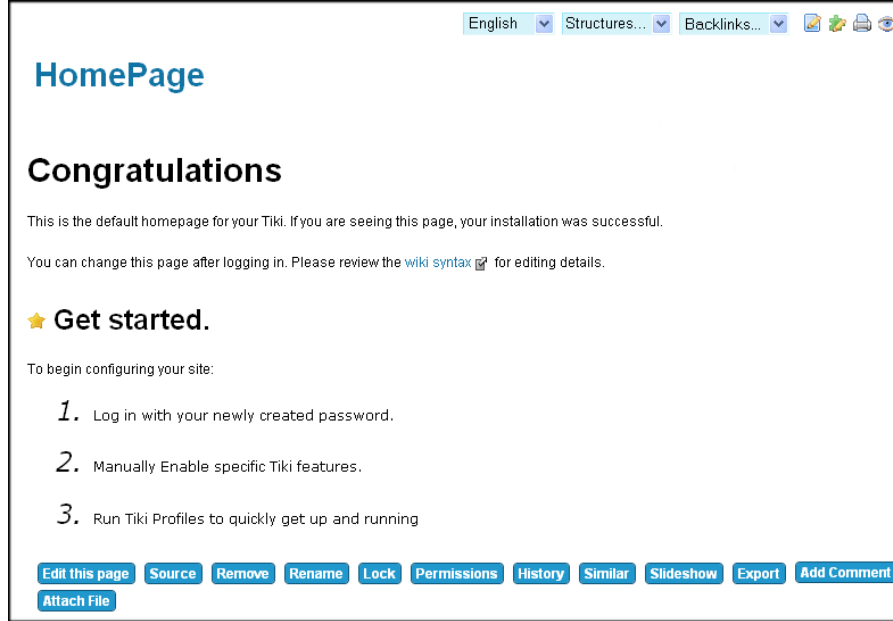 English Structures... Backlinks...
HomePage
Congratulations
This is the default homepage for your Tiki. If you are seeing this page, your installation was successful.
You can change this page after logging in. Please review the wiki syntax for editing details.
Get started.
To begin configuring your site:
1. Log in with your newly created password.
2. Manually Enable specific Tiki features.
3. Run Tiki Profiles to quickly get up and running
Edit this page Source Remove Rename Lock Permissions History Similar Slideshow Export Add Comment
Attach File